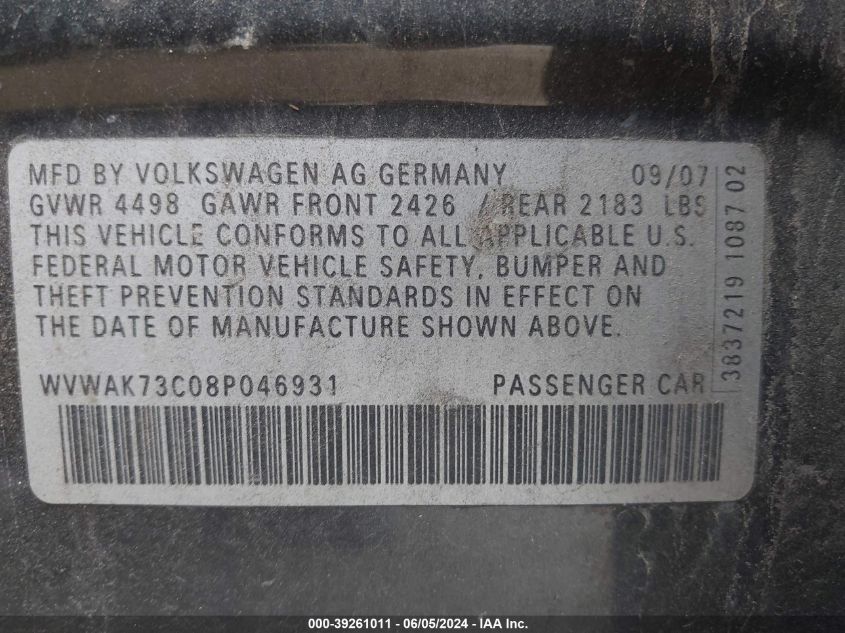 MFD BY VOLKSWAGEN AG GERMANY 09/07
GVWR 4498 GAWR FRONT 2426 / REAR 2183 LBS
THIS VEHICLE CONFORMS TO ALL APPLICABLE U.S.
FEDERAL MOTOR VEHICLE SAFETY, BUMPER AND
THEFT PREVENTION STANDARDS IN EFFECT ON
THE DATE OF MANUFACTURE SHOWN ABOVE.
WVWAK73C08P046931 PASSENGER CAR
3837219 1087 02
000-39261011 - 06/05/2024 - IAA Inc.